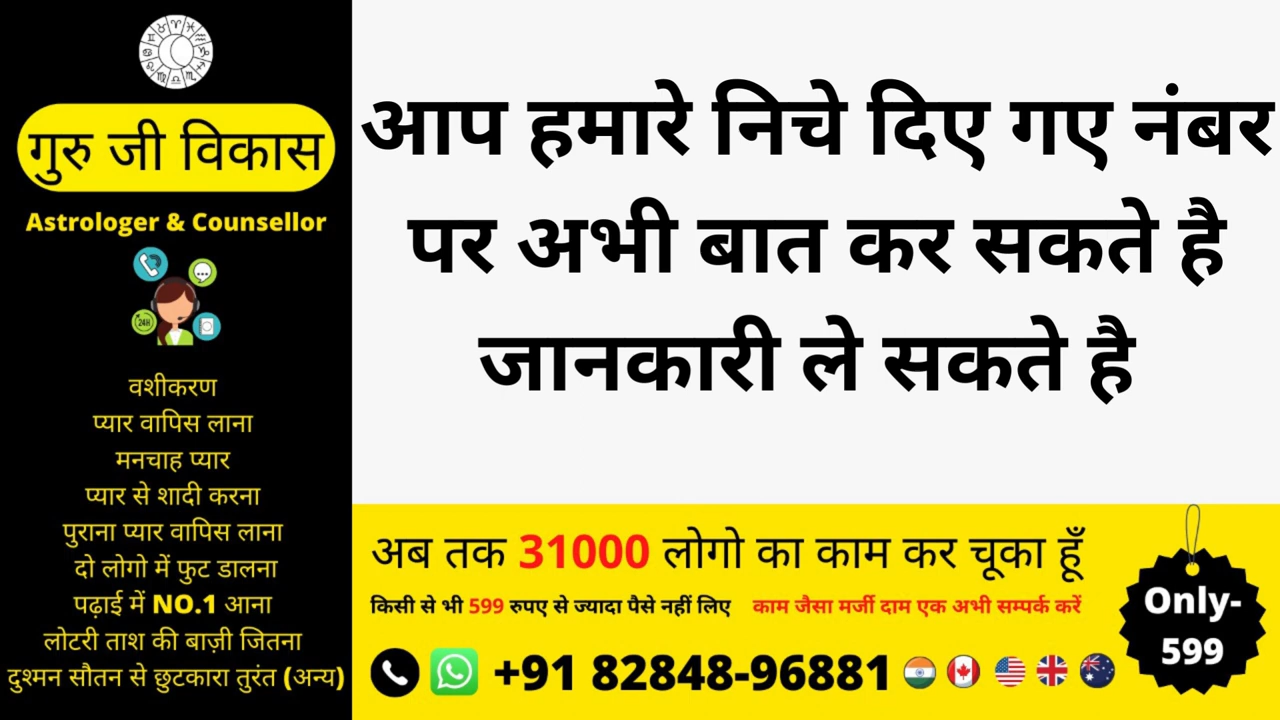 गुरु जी विकास
Astrologer & Counsellor
24H
वशीकरण
प्यार वापिस लाना
मनचाह प्यार
प्यार से शादी करना
पुराना प्यार वापिस लाना
दो लोगो में फुट डालना
पढ़ाई में NO.1 आना
लोटरी ताश की बाज़ी जितना
दुश्मन सौतन से छुटकारा तुरंत (अन्य)
आप हमारे निचे दिए गए नंबर
पर अभी बात कर सकते है
जानकारी ले सकते है
अब तक 31000 लोगो का काम कर चूका हूँ
किसी से भी 599 रुपए से ज्यादा पैसे नहीं लिए काम जैसा मर्जी दाम एक अभी सम्पर्क करें
+91 82848-96881
Only-
599